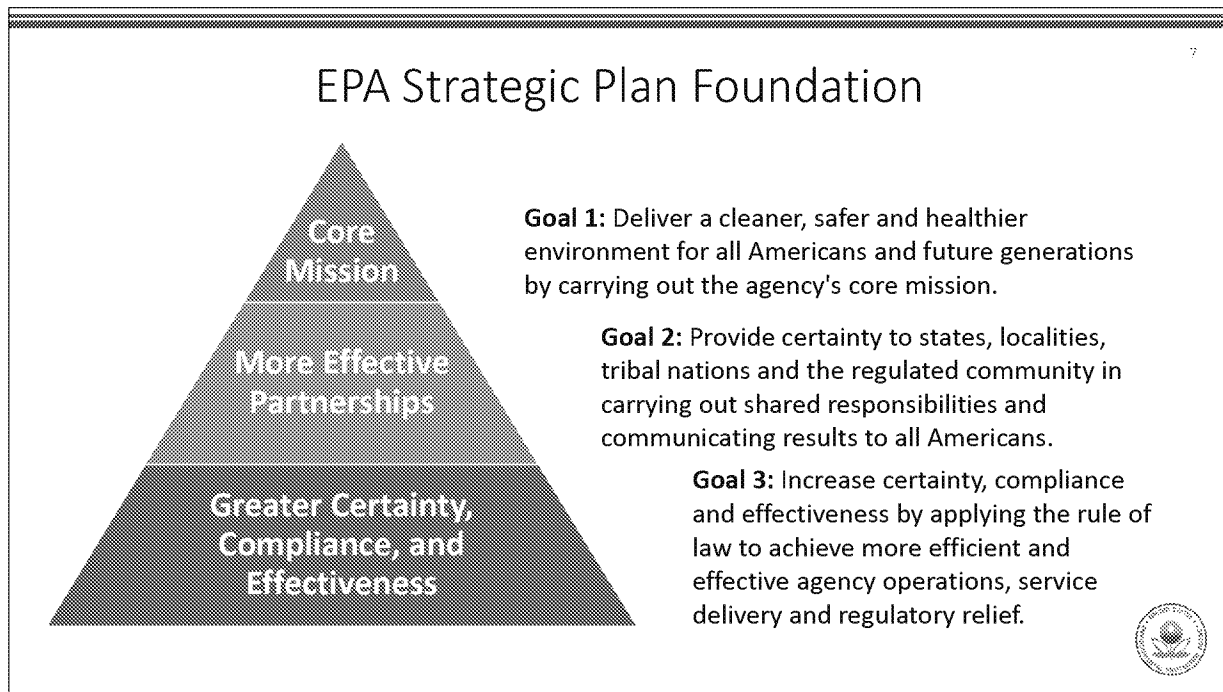 7
EPA Strategic Plan Foundation
Core
Mission
More Effective
Partnerships
Greater Certainty,
Compliance, and
Effectiveness
Goal 1: Deliver a cleaner, safer and healthier
environment for all Americans and future generations
by carrying out the agency's core mission.
Goal 2: Provide certainty to states, localities,
tribal nations and the regulated community in
carrying out shared responsibilities and
communicating results to all Americans.
Goal 3: Increase certainty, compliance
and effectiveness by applying the rule of
law to achieve more efficient and
effective agency operations, service
delivery and regulatory relief.